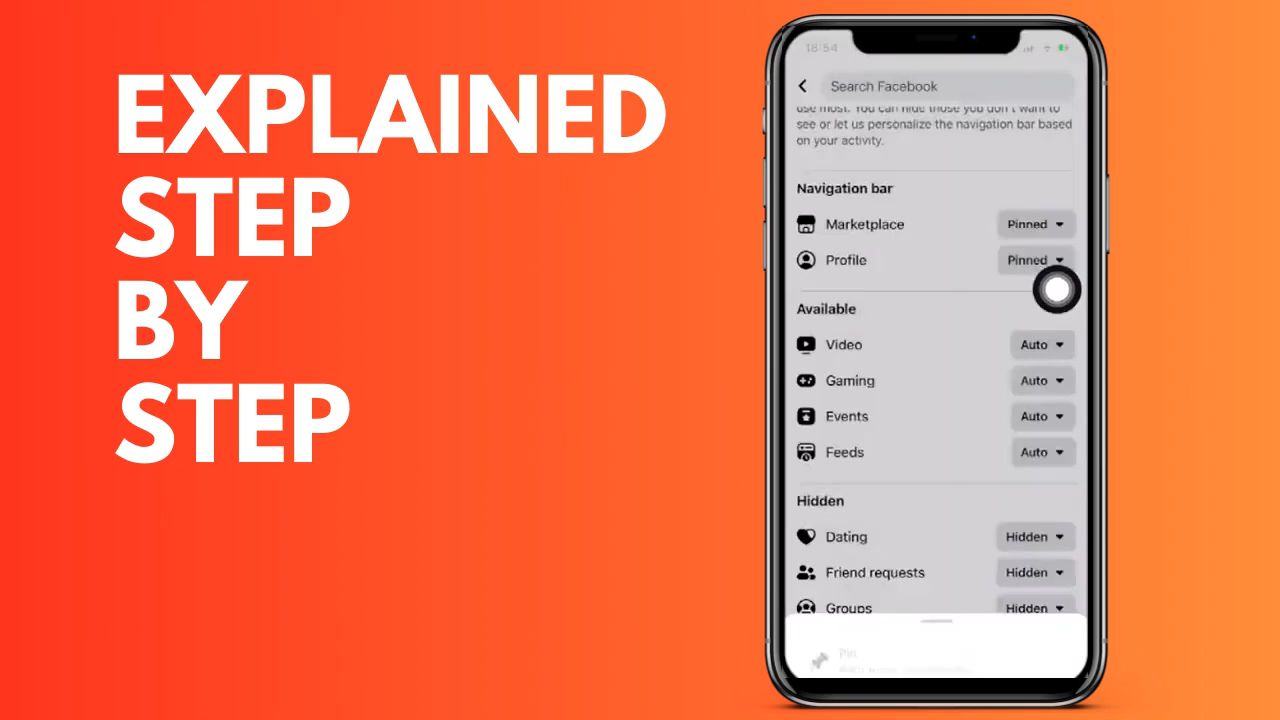 EXPLAINED
STEP
BY
STEP
18:54
Search Facebook
use most. You can hide those you don't want to
see or let us personalize the navigation bar based
on your activity.
Navigation bar
Marketplace Pinned
Profile Pinned
Available
Video Auto
Gaming Auto
Events Auto
Feeds Auto
Hidden
Dating Hidden
Friend requests Hidden
Groups Hidden
Pin